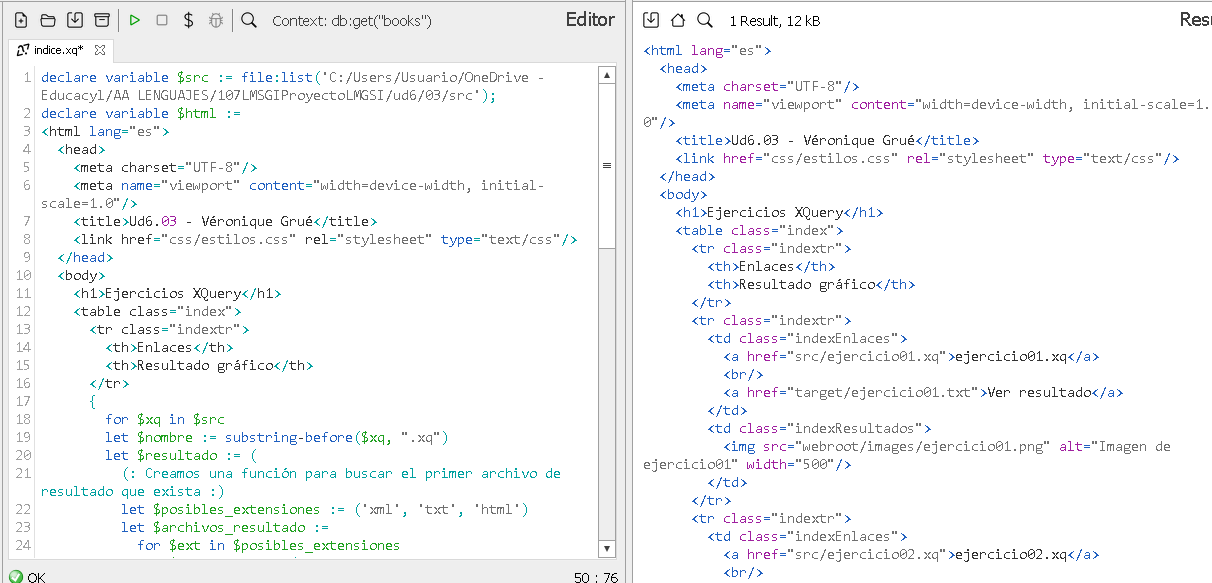 Context: db:get("books")
Editor
indice.xq*
1 declare variable $src := file:list('C:/Users/Usuario/OneDrive -
Educacyl/AA LENGUAJES/107LMSGIProyectoLMGSI/ud6/03/src');
2 declare variable $html :=
3 <html lang="es">
4 <head>
5 <meta charset="UTF-8"/>
6 <meta name="viewport" content="width=device-width, initial-
scale=1.0"/>
7 <title>Ud6.03 - Véronique Grué</title>
8 <link href="css/estilos.css" rel="stylesheet" type="text/css"/>
9 </head>
10 <body>
11 <h1>Ejercicios XQuery</h1>
12 <table class="index">
13 <tr class="indextr">
14 <th>Enlaces</th>
15 <th>Resultado gráfico</th>
16 </tr>
17 {
18 for $xq in $src
19 let $nombre := substring-before($xq, ".xq")
20 let $resultado := (
21 (: Creamos una función para buscar el primer archivo de
resultado que exista :)
22 let $posibles_extensiones := ('xml', 'txt', 'html')
23 let $archivos_resultado :=
24 for $ext in $posibles_extensiones
OK
50 : 76
1 Result, 12 kB
Resu
<html lang="es">
<head>
<meta charset="UTF-8"/>
<meta name="viewport" content="width=device-width, initial-scale=1.
0"/>
<title>Ud6.03 - Véronique Grué</title>
<link href="css/estilos.css" rel="stylesheet" type="text/css"/>
</head>
<body>
<h1>Ejercicios XQuery</h1>
<table class="index">
<tr class="indextr">
<th>Enlaces</th>
<th>Resultado gráfico</th>
</tr>
<tr class="indextr">
<td class="indexEnlaces">
<a href="src/ejercicio01.xq">ejercicio01.xq</a>
<br/>
<a href="target/ejercicio01.txt">Ver resultado</a>
</td>
<td class="indexResultados">
<img src="webroot/images/ejercicio01.png" alt="Imagen de
ejercicio01" width="500"/>
</td>
</tr>
<tr class="indextr">
<td class="indexEnlaces">
<a href="src/ejercicio02.xq">ejercicio02.xq</a>
<br/>